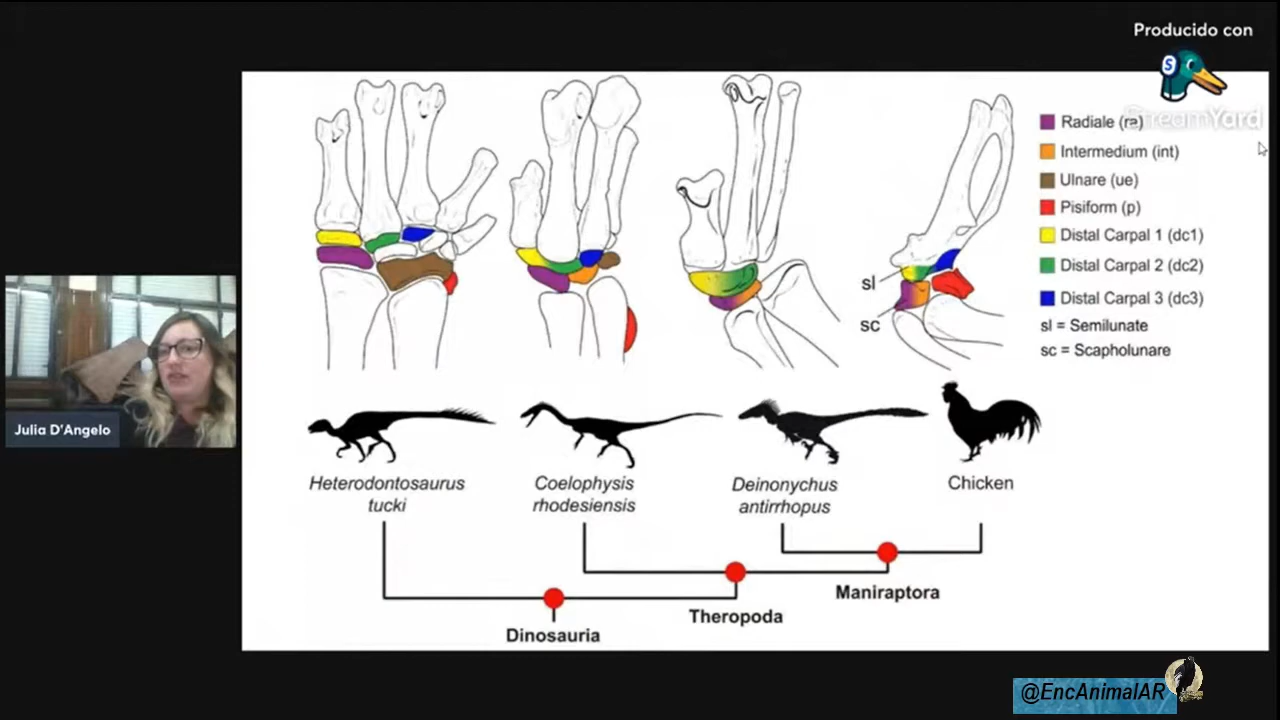 Producido con
StreamYard
Radiale (ra)
Intermedium (int)
Ulnare (ue)
Pisiform (p)
Distal Carpal 1 (dc1)
Distal Carpal 2 (dc2)
Distal Carpal 3 (dc3)
sl = Semilunate
sc = Scapholunare
sl
sc
Julia D'Angelo
Heterodontosaurus
tucki
Coelophysis
rhodesiensis
Deinonychus
antirrhopus
Chicken
Maniraptora
Theropoda
Dinosauria
@EncAnimalAR